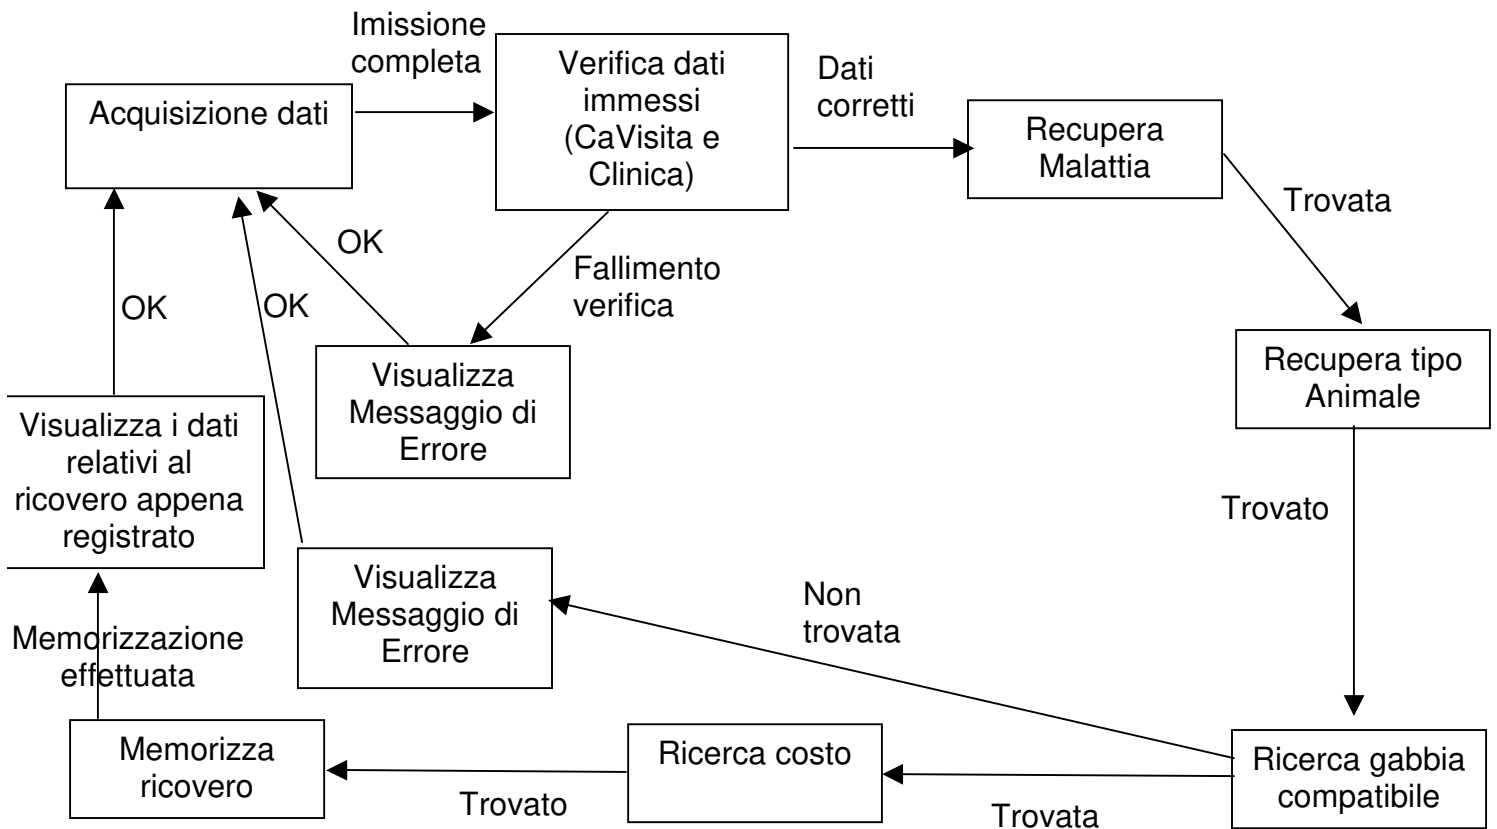 Imissione
completa
Acquisizione dati
Verifica dati
immessi
(CaVisita e
Clinica)
Dati
corretti
Recupera
Malattia
Trovata
OK
Fallimento
verifica
OK
OK
Visualizza
Messaggio di
Errore
Recupera tipo
Animale
Visualizza i dati
relativi al
ricovero appena
registrato
Trovato
Visualizza
Messaggio di
Errore
Non
trovata
Memorizzazione
effettuata
Memorizza
ricovero
Trovato
Ricerca costo
Trovata
Ricerca gabbia
compatibile